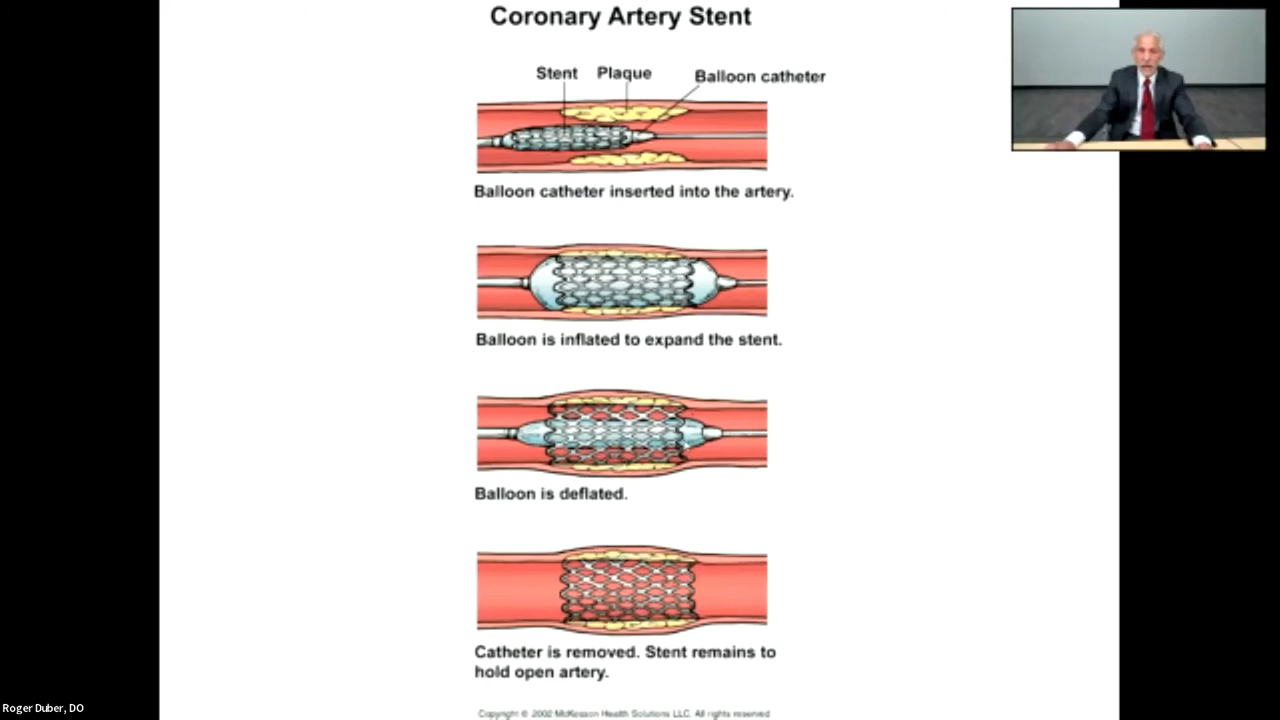 Coronary Artery Stent
Stent Plaque Balloon catheter
Balloon catheter inserted into the artery.
Balloon is inflated to expand the stent.
Balloon is deflated.
Catheter is removed. Stent remains to
hold open artery.
Copyright © 2002 McKesson Health Solutions LLC. All rights reserved
Roger Duber, DO